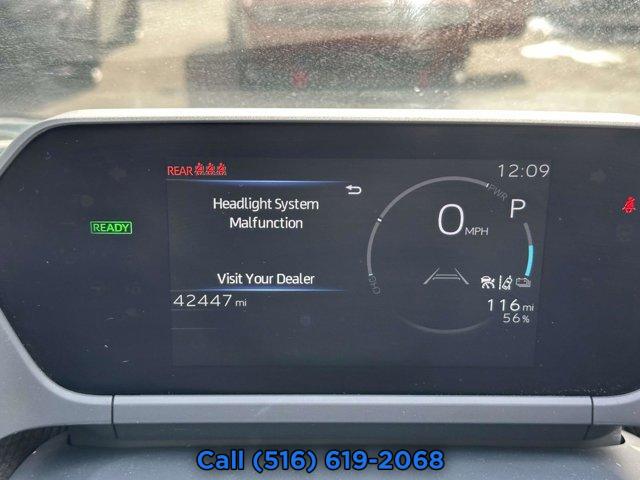 REAR
12:09
Headlight System
Malfunction
PWR
0 MPH
P
READY
Visit Your Dealer
CHG
42447 mi
116 mi
56%
Call (516) 619-2068